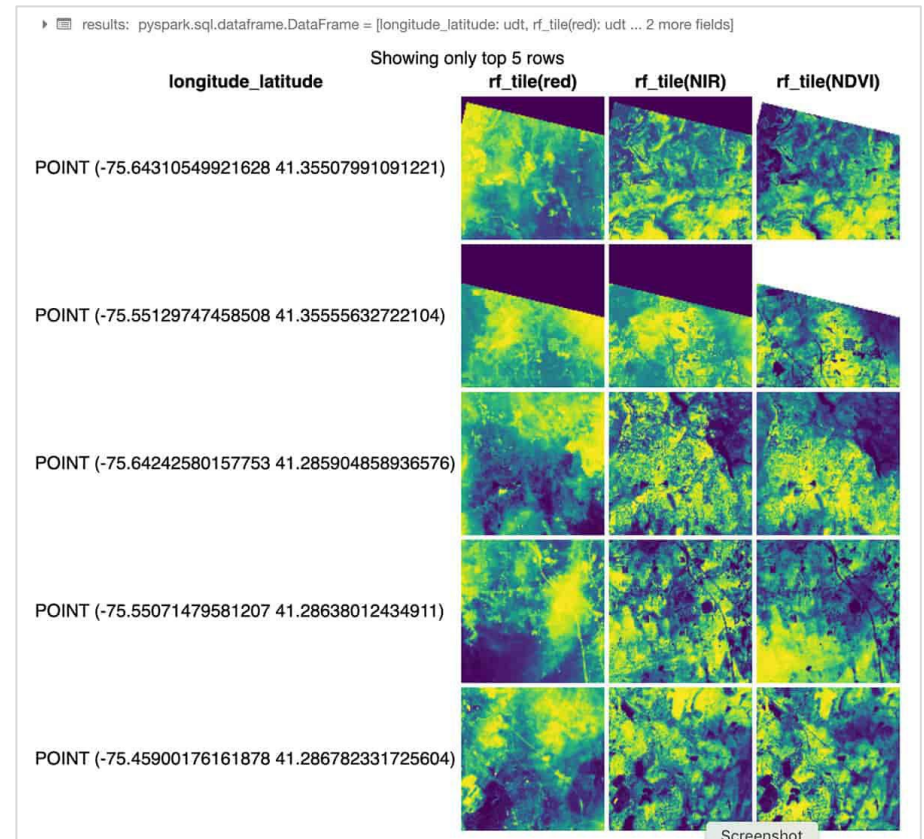 results: pyspark.sql.dataframe.DataFrame = [longitude_latitude: udt, rf_tile(red): udt ... 2 more fields]
Showing only top 5 rows
longitude_latitude rf_tile(red) rf_tile(NIR) rf_tile(NDVI)
POINT (-75.64310549921628 41.35507991091221)
POINT (-75.55129747458508 41.35555632722104)
POINT (-75.64242580157753 41.285904858936576)
POINT (-75.55071479581207 41.28638012434911)
POINT (-75.45900176161878 41.286782331725604)
Screenshot